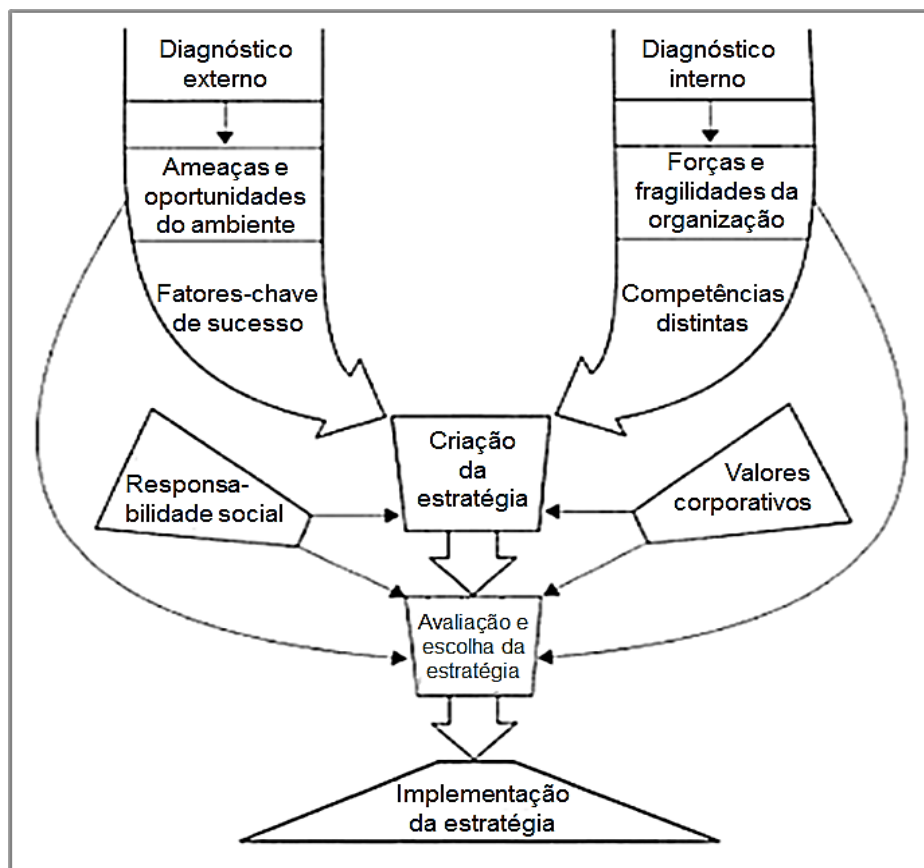 Diagnóstico
externo
Diagnóstico
interno
Ameaças e
oportunidades
do ambiente
Forças e
fragilidades da
organização
Fatores-chave
de sucesso
Competências
distintas
Criação
da
estratégia
Responsa-
bilidade social
Valores
corporativos
Avaliação e
escolha da
estratégia
Implementação
da estratégia